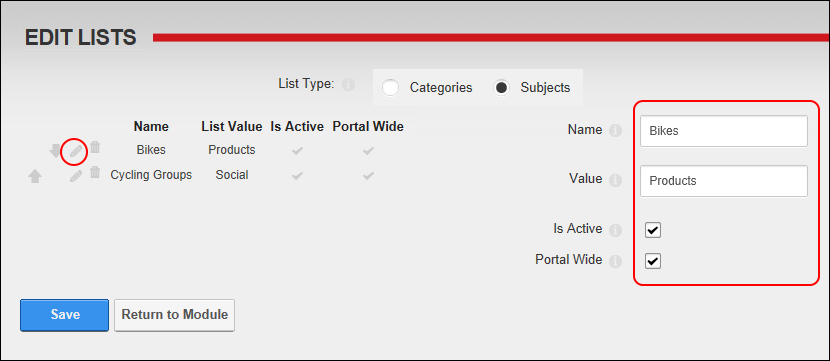 EDIT LISTS
List Type: Categories Subjects
Name List Value Is Active Portal Wide
Bikes Products
Cycling Groups Social
Name Bikes
Value Products
Is Active
Portal Wide
Save Return to Module